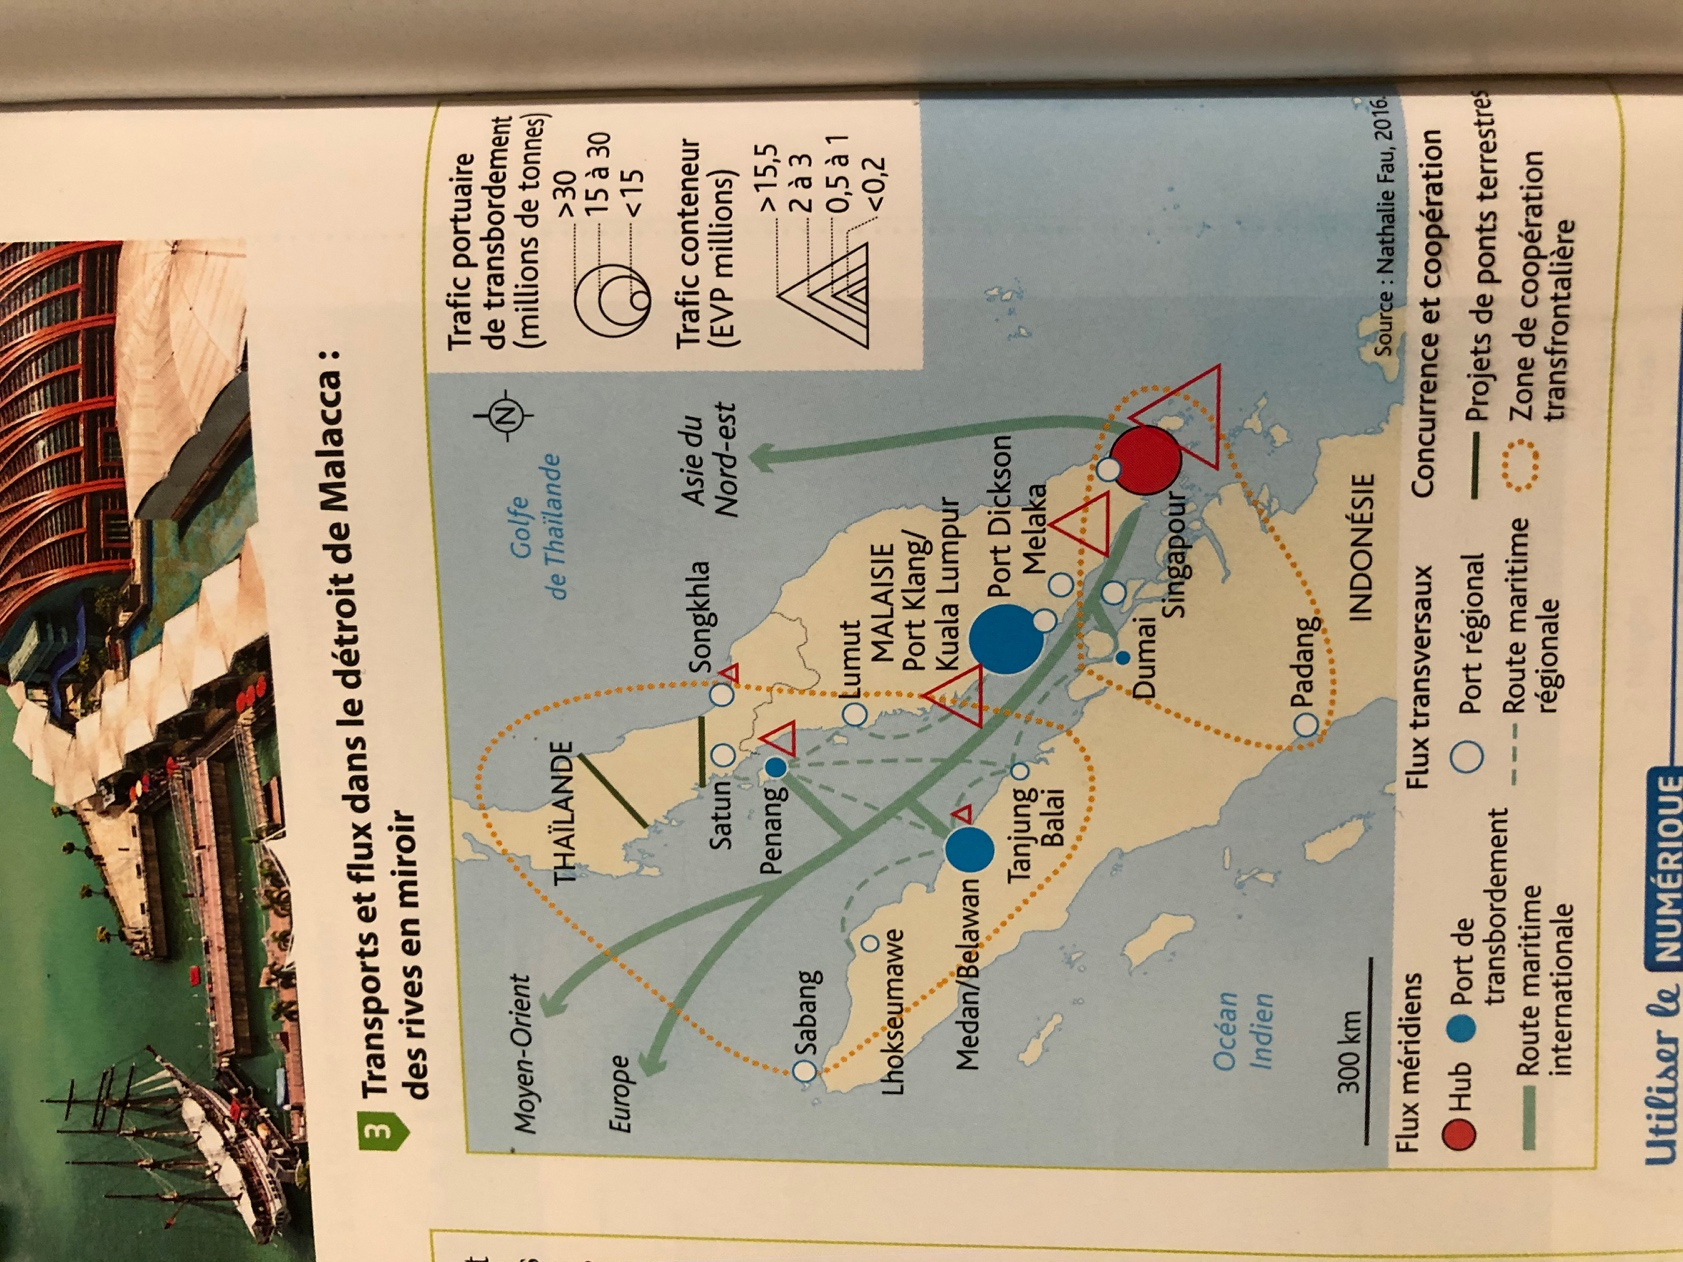 3 Transports et flux dans le détroit de Malacca :
des rives en miroir
Trafic portuaire
de transbordement
(millions de tonnes)
>30
15 à 30
<15
Trafic conteneur
(EVP millions)
>15,5
2 à 3
0,5 à 1
<0,2
N
Golfe
de Thaïlande
Asie du
Nord-est
Moyen-Orient
Europe
THAÏLANDE
Songkhla
Satun
Penang
Lumut
MALAISIE
Port Klang/
Kuala Lumpur
Port Dickson
Melaka
Sabang
Lhokseumawe
Medan/Belawan
Tanjung
Balai
Dumai
Singapour
Padang
INDONÉSIE
Océan
Indien
300 km
Source : Nathalie Fau, 2016.
Flux méridiens
Hub
Port de
transbordement
Route maritime
internationale
Flux transversaux
Port régional
Route maritime
régionale
Concurrence et coopération
Projets de ponts terrestres
Zone de coopération
transfrontalière
Utiliser le NUMÉRIQUE